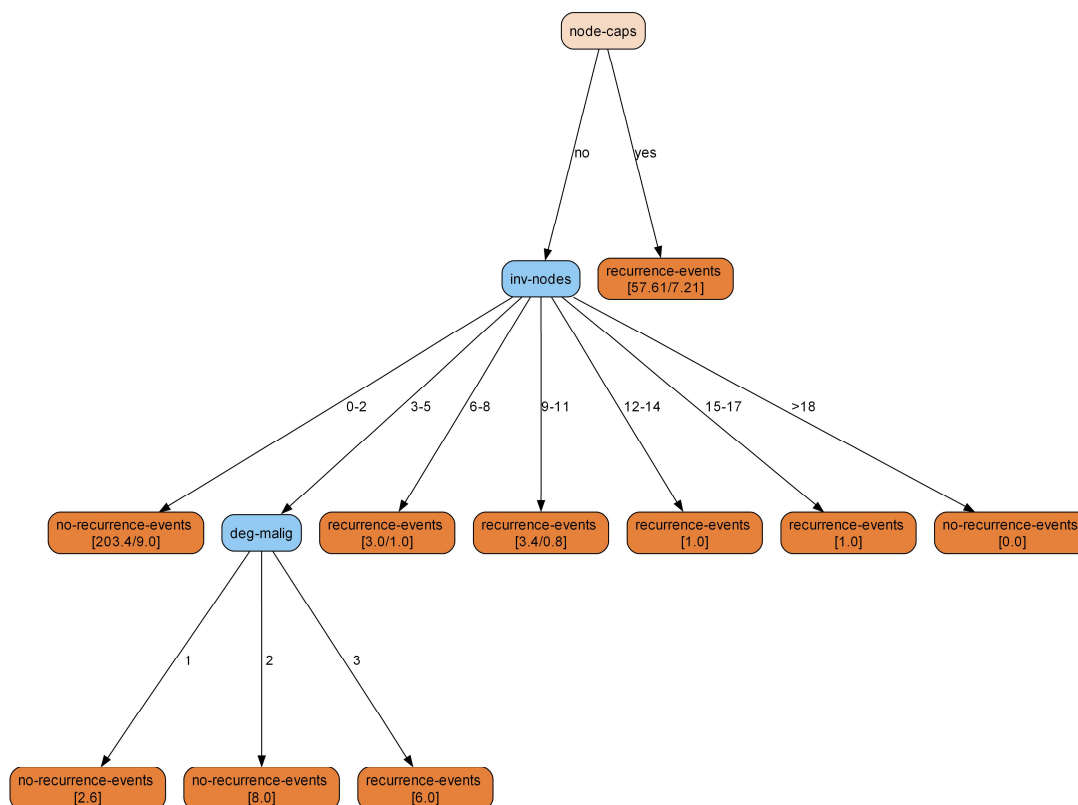 node-caps
no
yes
inv-nodes
recurrence-events
[57.61/7.21]
0-2
3-5
6-8
9-11
12-14
15-17
>18
no-recurrence-events
[203.4/9.0]
deg-malig
recurrence-events
[3.0/1.0]
recurrence-events
[3.4/0.8]
recurrence-events
[1.0]
recurrence-events
[1.0]
no-recurrence-events
[0.0]
1
2
3
no-recurrence-events
[2.6]
no-recurrence-events
[8.0]
recurrence-events
[6.0]